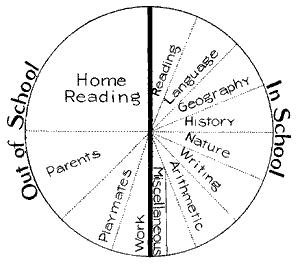 Out of School
Home
Reading
Parents
Playmates
Work
In School
Reading
Language
Geography
History
Nature
Writing
Arithmetic
Miscellaneous